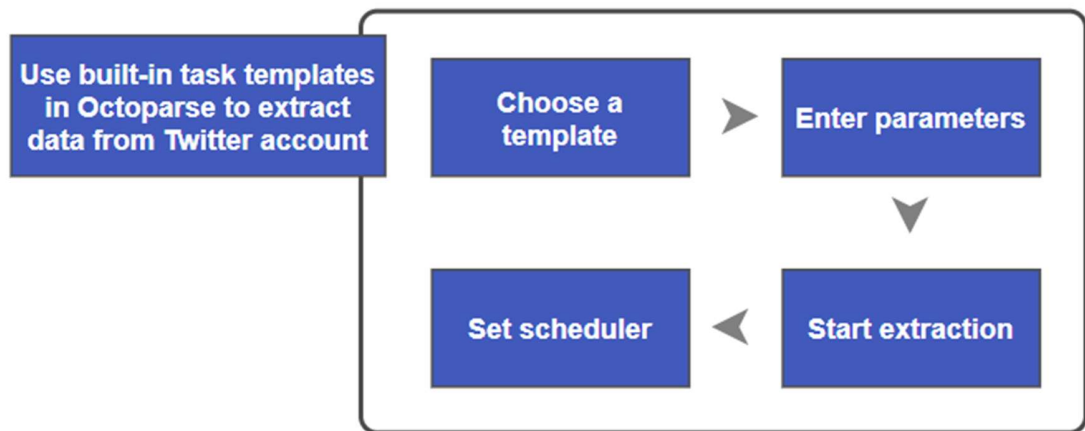 Use built-in task templates
in Octoparse to extract
data from Twitter account
Choose a
template
Enter parameters
Start extraction
Set scheduler